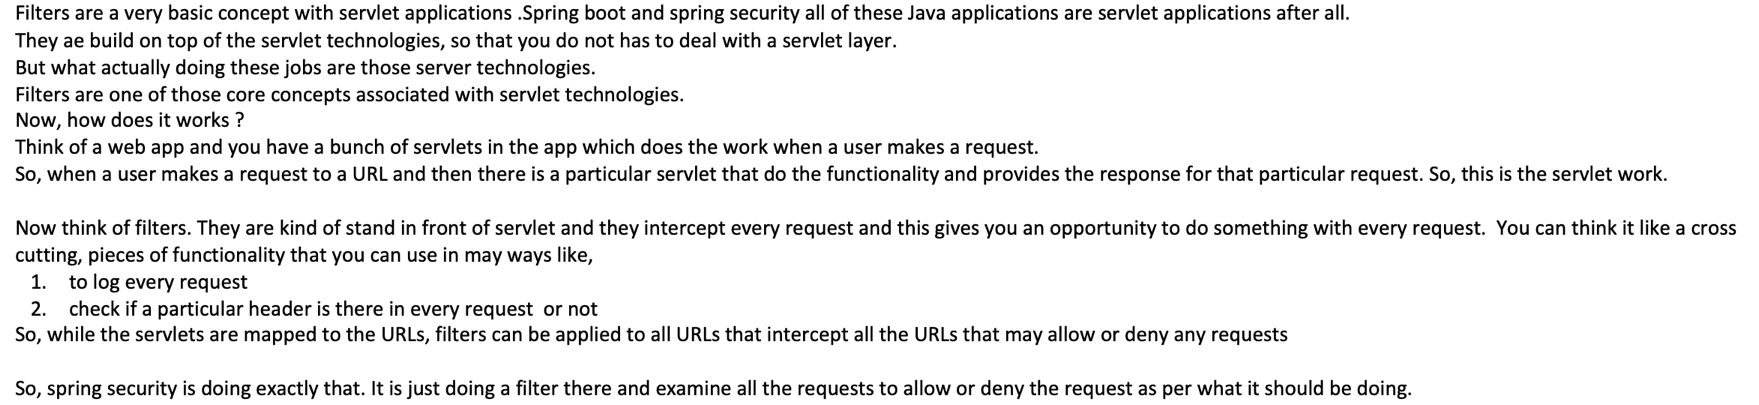 Filters are a very basic concept with servlet applications .Spring boot and spring security all of these Java applications are servlet applications after all.
They ae build on top of the servlet technologies, so that you do not has to deal with a servlet layer.
But what actually doing these jobs are those server technologies.
Filters are one of those core concepts associated with servlet technologies.
Now, how does it works ?
Think of a web app and you have a bunch of servlets in the app which does the work when a user makes a request.
So, when a user makes a request to a URL and then there is a particular servlet that do the functionality and provides the response for that particular request. So, this is the servlet work.
Now think of filters. They are kind of stand in front of servlet and they intercept every request and this gives you an opportunity to do something with every request.  You can think it like a cross
cutting, pieces of functionality that you can use in may ways like,
1. to log every request
2. check if a particular header is there in every request  or not
So, while the servlets are mapped to the URLs, filters can be applied to all URLs that intercept all the URLs that may allow or deny any requests
So, spring security is doing exactly that. It is just doing a filter there and examine all the requests to allow or deny the request as per what it should be doing.